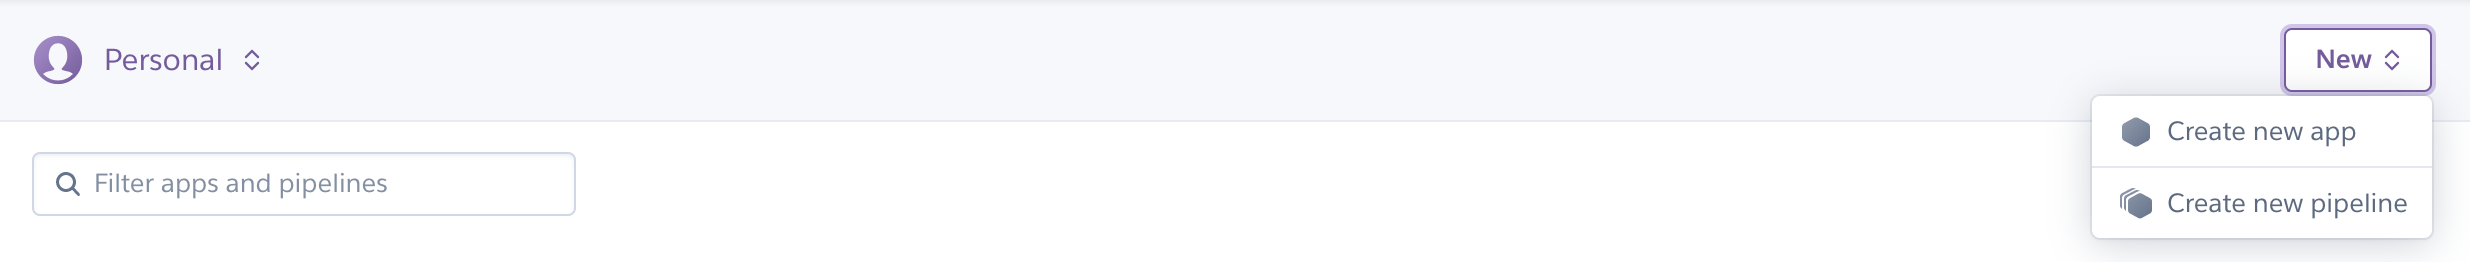 Personal
New
Create new app
Filter apps and pipelines
Create new pipeline